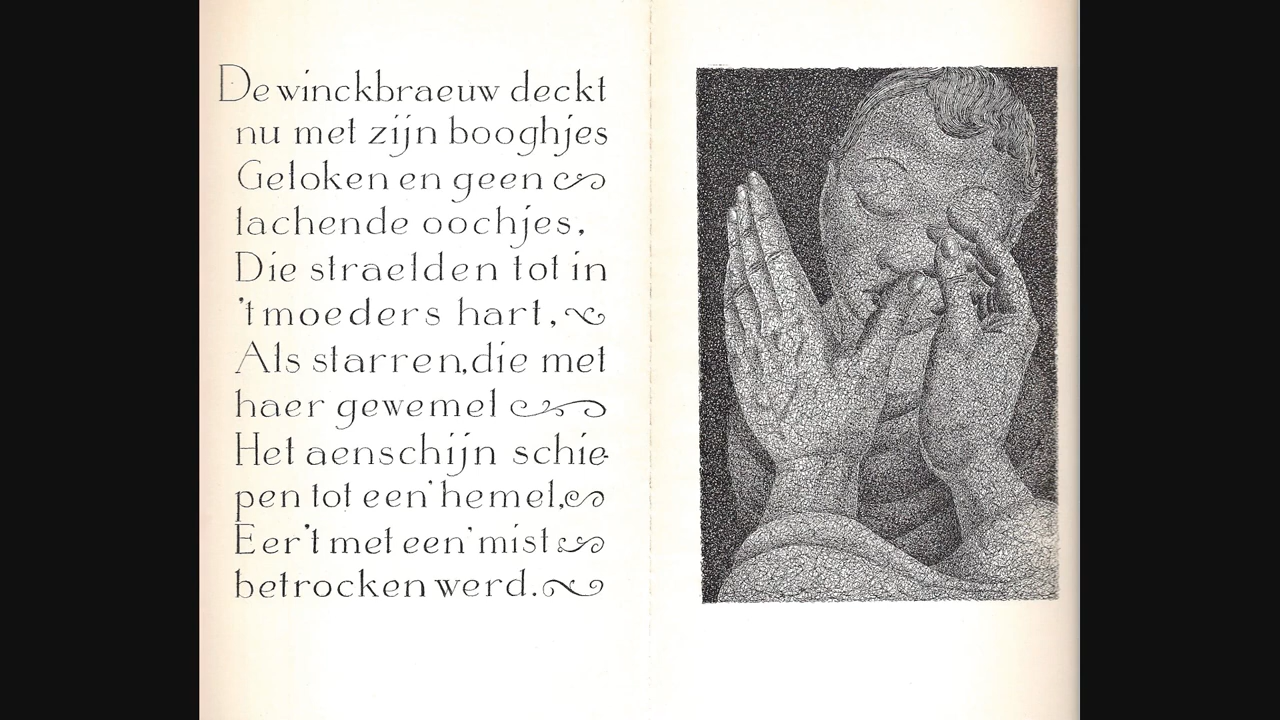 De winckbraeuw deckt
nu met zijn booghjes
Geloken en geen
lachende oochjes,
Die straelden tot in
't moeders hart,
Als starren, die met
haer gewemel
Het aenschijn schie-
pen tot een' hemel,
Eer 't met een' mist
betrocken werd.